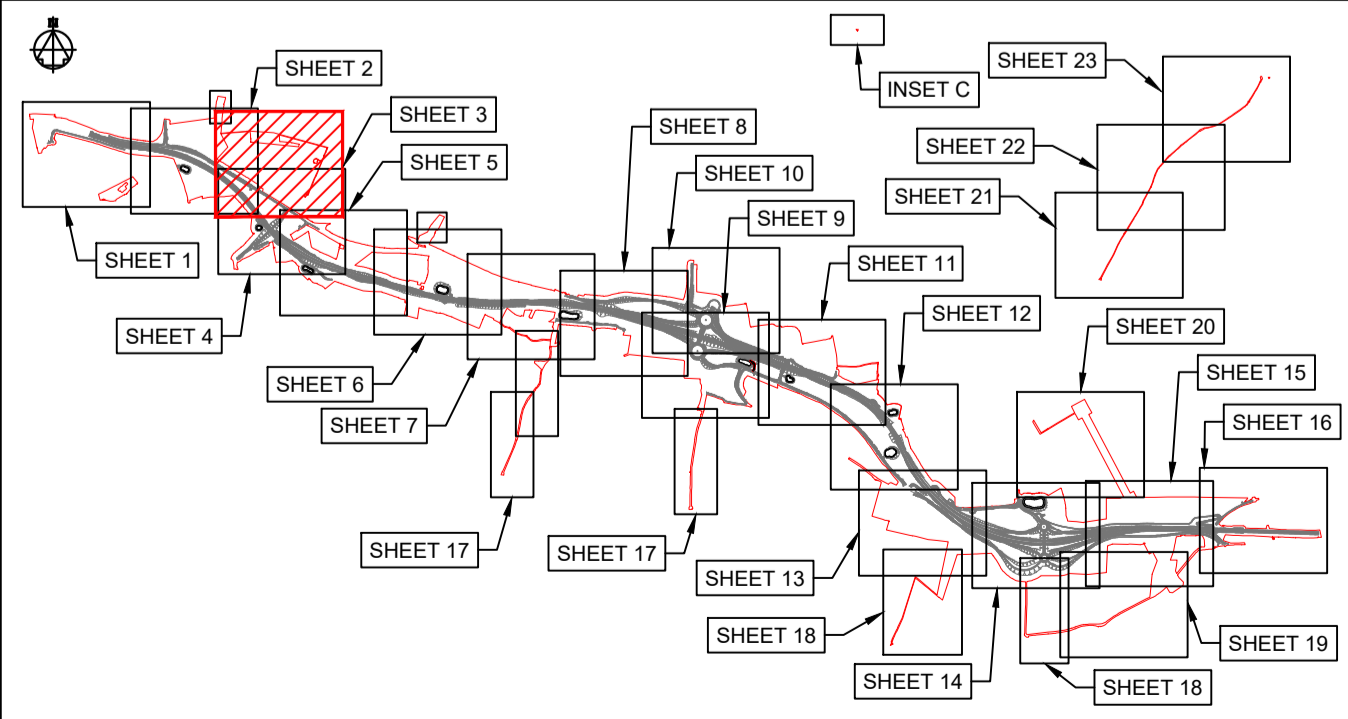 SHEET 2
SHEET 3
SHEET 5
SHEET 1
SHEET 4
SHEET 6
SHEET 7
SHEET 8
SHEET 10
SHEET 9
SHEET 11
SHEET 12
INSET C
SHEET 23
SHEET 22
SHEET 21
SHEET 20
SHEET 15
SHEET 16
SHEET 17
SHEET 17
SHEET 13
SHEET 18
SHEET 14
SHEET 18
SHEET 19